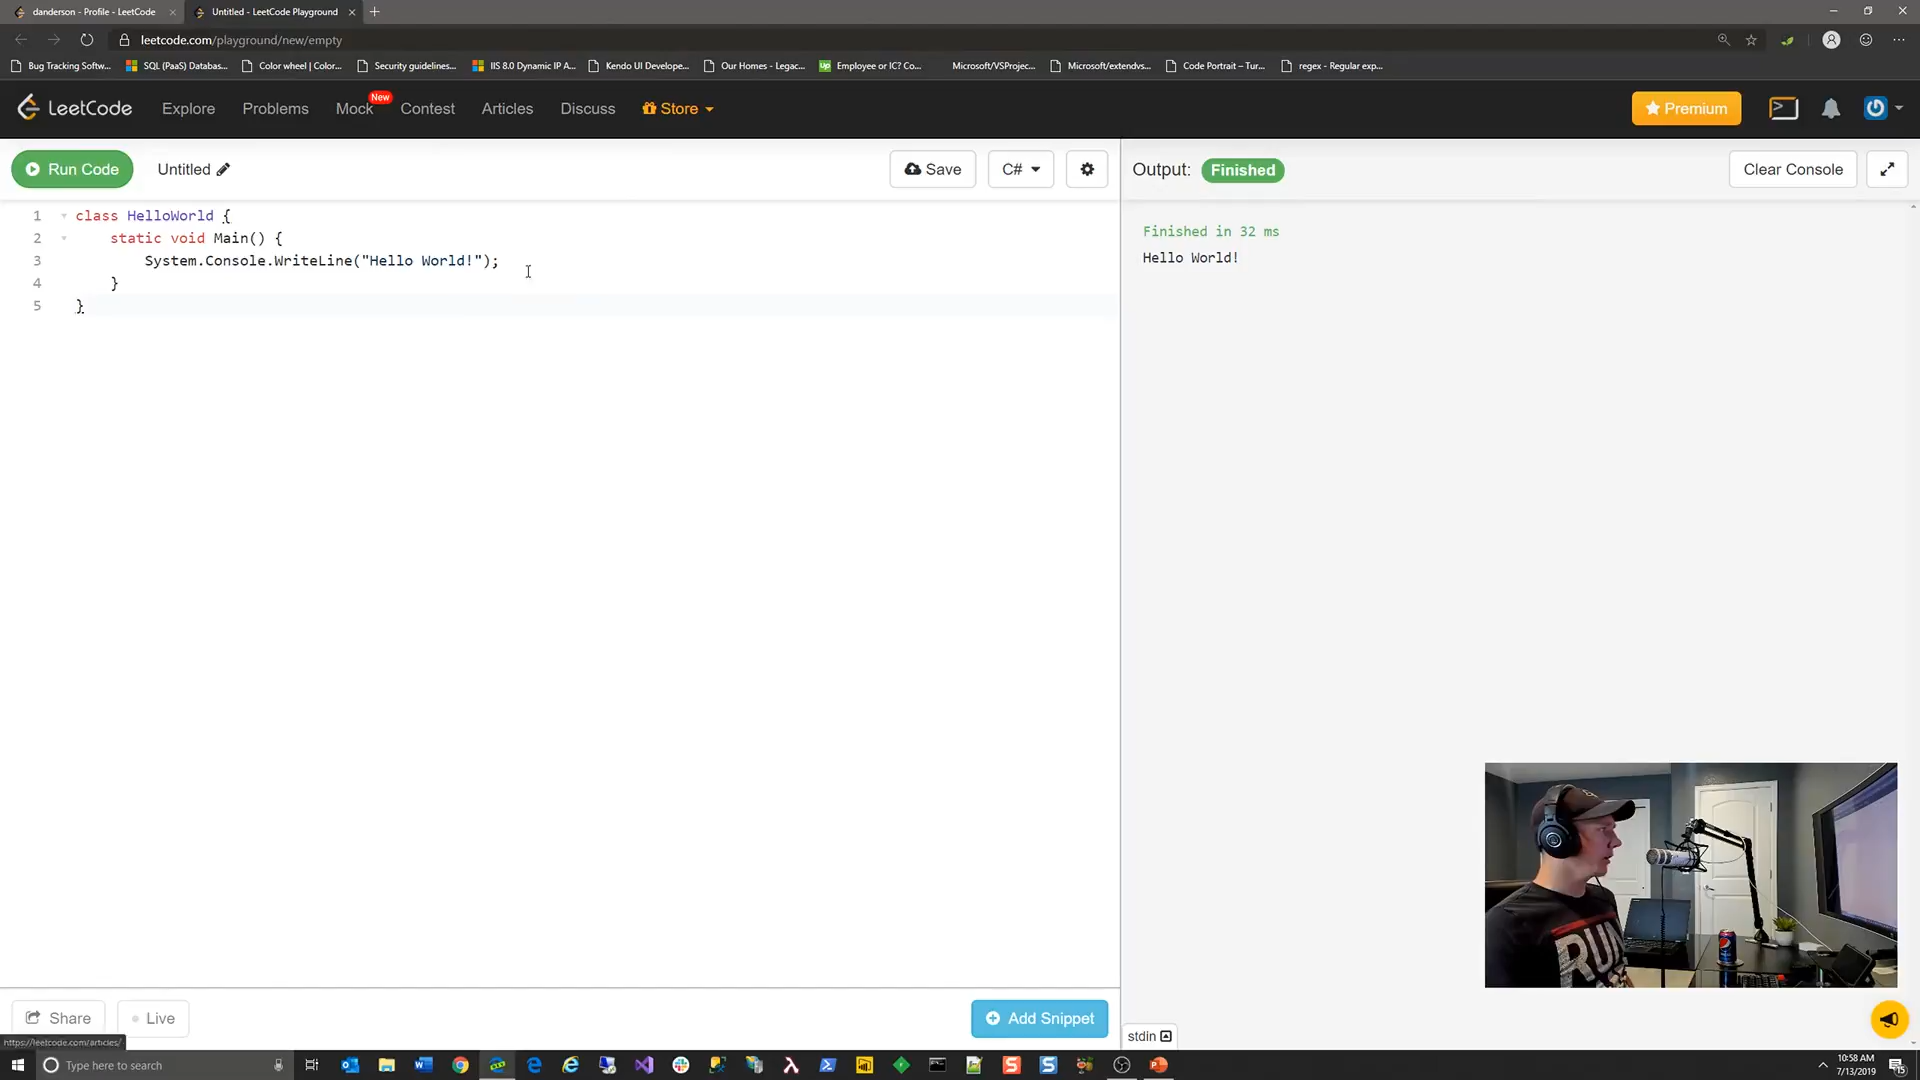 danderson - Profile - LeetCode
Untitled - LeetCode Playground
leetcode.com/playground/new/empty
Bug Tracking Softw...
SQL (PaaS) Databas...
Color wheel | Color...
Security guidelines...
IIS 8.0 Dynamic IP A...
Kendo UI Develope...
Our Homes - Legac...
up
Employee or IC? Co...
Microsoft/VSProjec...
Microsoft/extendvs...
Code Portrait – Tur...
regex - Regular exp...
LeetCode
Explore
Problems
Mock
New
Contest
Articles
Discuss
Store
Premium
Run Code
Untitled
Save
C#
Output:
Finished
Clear Console
1 class HelloWorld {
2 static void Main() {
3 System.Console.WriteLine("Hello World!");
4 }
5 }
Finished in 32 ms
Hello World!
RUN
Share
Live
Add Snippet
stdin
https://leetcode.com/articles/
Type here to search
10:58 AM
7/13/2019
15